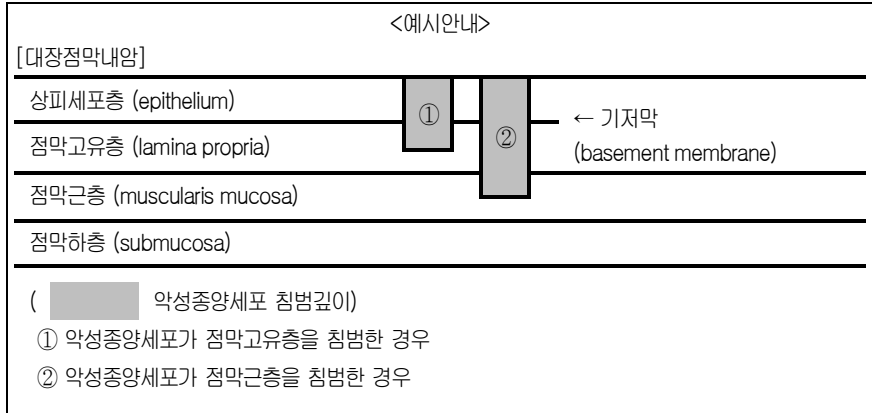 <예시안내>
[대장점막내암]
상피세포층 (epithelium)
①
← 기저막
②
점막고유층 (lamina propria)
(basement membrane)
점막근층 (muscularis mucosa)
점막하층 (submucosa)
( 악성종양세포 침범깊이)
① 악성종양세포가 점막고유층을 침범한 경우
② 악성종양세포가 점막근층을 침범한 경우